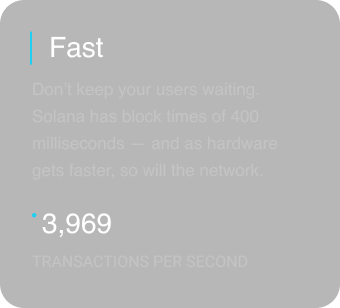 Fast
Don't keep your users waiting.
Solana has block times of 400
milliseconds — and as hardware
gets faster, so will the network.
3,969
TRANSACTIONS PER SECOND